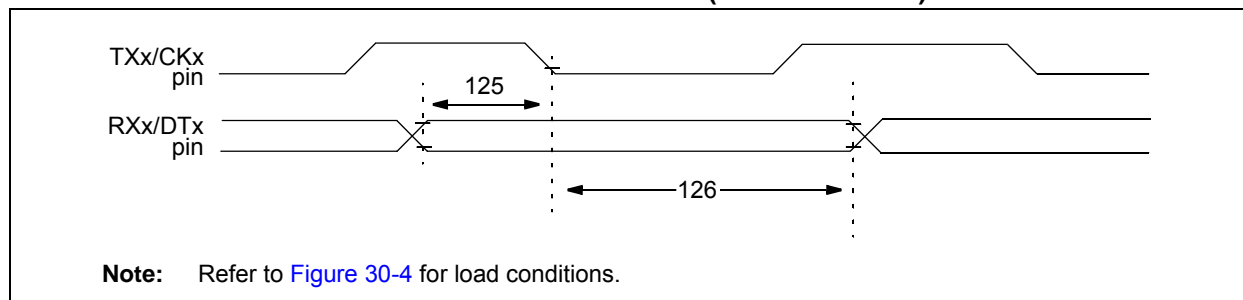 TXx/CKx
pin
125
RXx/DTx
pin
126
Note: Refer to Figure 30-4 for load conditions.